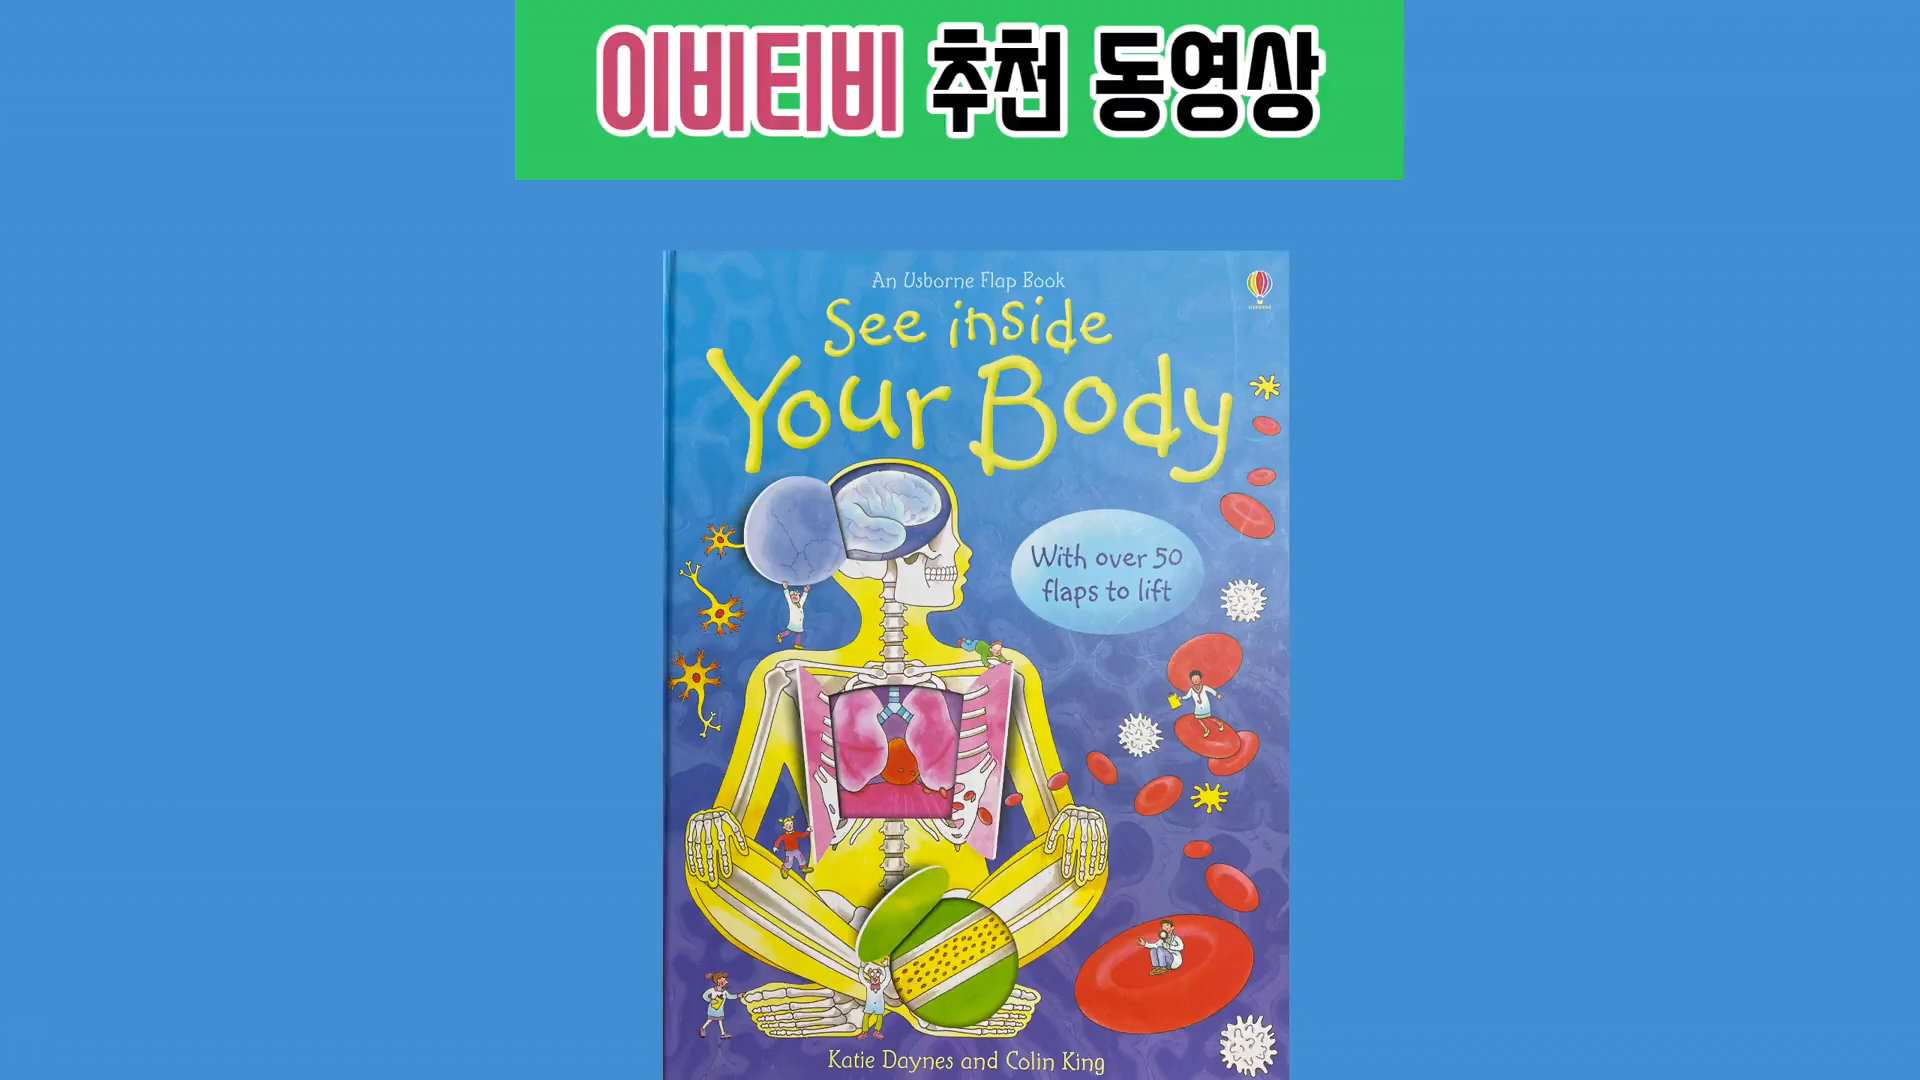 이비티비 추천 동영상
An Usborne Flap Book
USBORNE
See inside
Your Body
With over 50
flaps to lift
Katie Daynes and Colin King